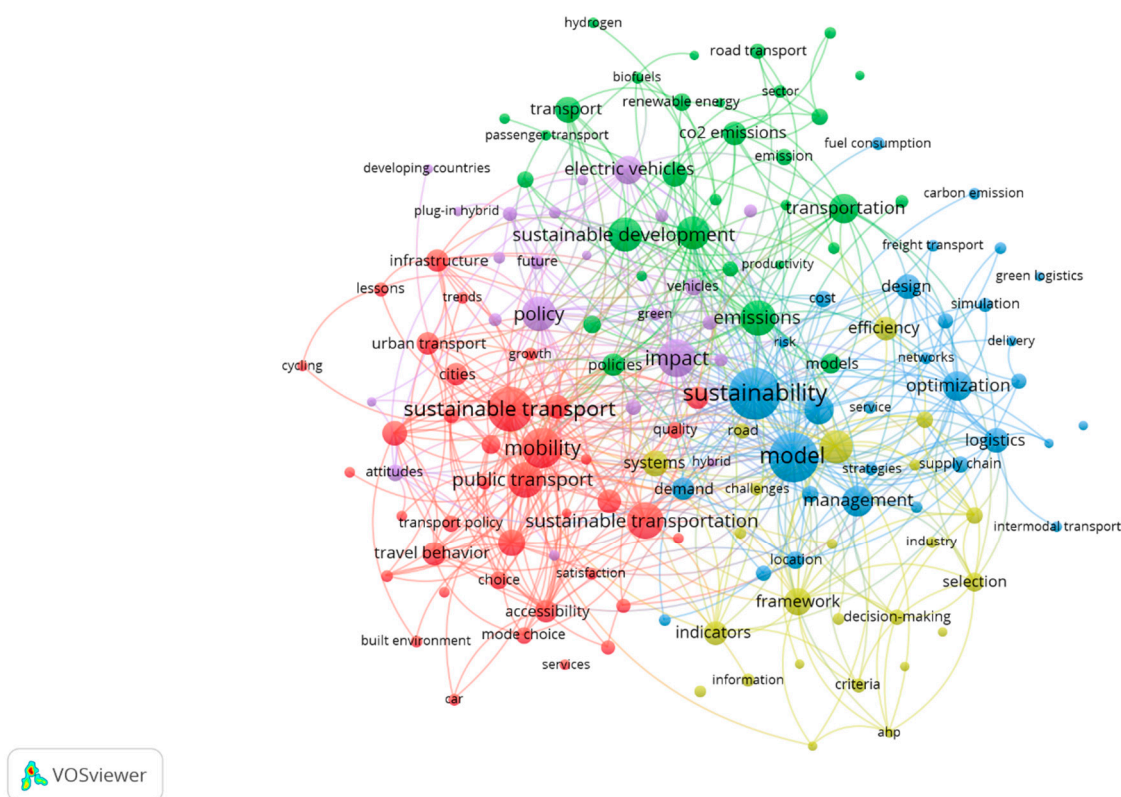 hydrogen
road transport
biofuels
sector
renewable energy
transport
co2 emissions
passenger transport
fuel consumption
emission
developing countries
electric vehicles
carbon emission
plug-in hybrid
transportation
sustainable development
freight transport
infrastructure
future
productivity
green logistics
lessons
vehicles
design
trends
cost
simulation
policy
green
emissions
efficiency
urban transport
risk
delivery
growth
impact
networks
cycling
policies
models
cities
optimization
sustainability
sustainable transport
service
quality
road
logistics
mobility
model
systems
hybrid
supply chain
attitudes
strategies
public transport
demand
challenges
management
transport policy
sustainable transportation
intermodal transport
industry
travel behavior
location
satisfaction
choice
selection
framework
accessibility
decision-making
mode choice
indicators
built environment
services
information
criteria
car
ahp
VOSviewer